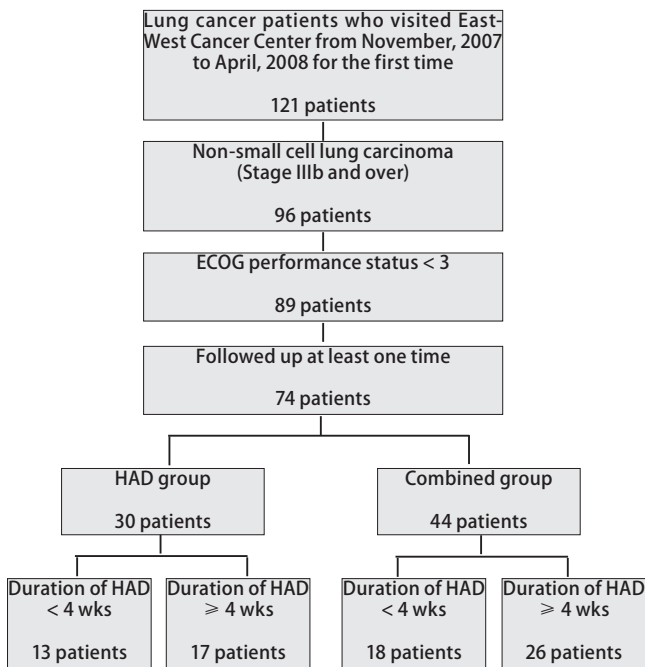 Lung cancer patients who visited East-
West Cancer Center from November, 2007
to April, 2008 for the first time
121 patients
Non-small cell lung carcinoma
(Stage IIIb and over)
96 patients
ECOG performance status < 3
89 patients
Followed up at least one time
74 patients
HAD group
30 patients
Combined group
44 patients
Duration of HAD
< 4 wks
13 patients
Duration of HAD
⩾ 4 wks
17 patients
Duration of HAD
< 4 wks
18 patients
Duration of HAD
⩾ 4 wks
26 patients